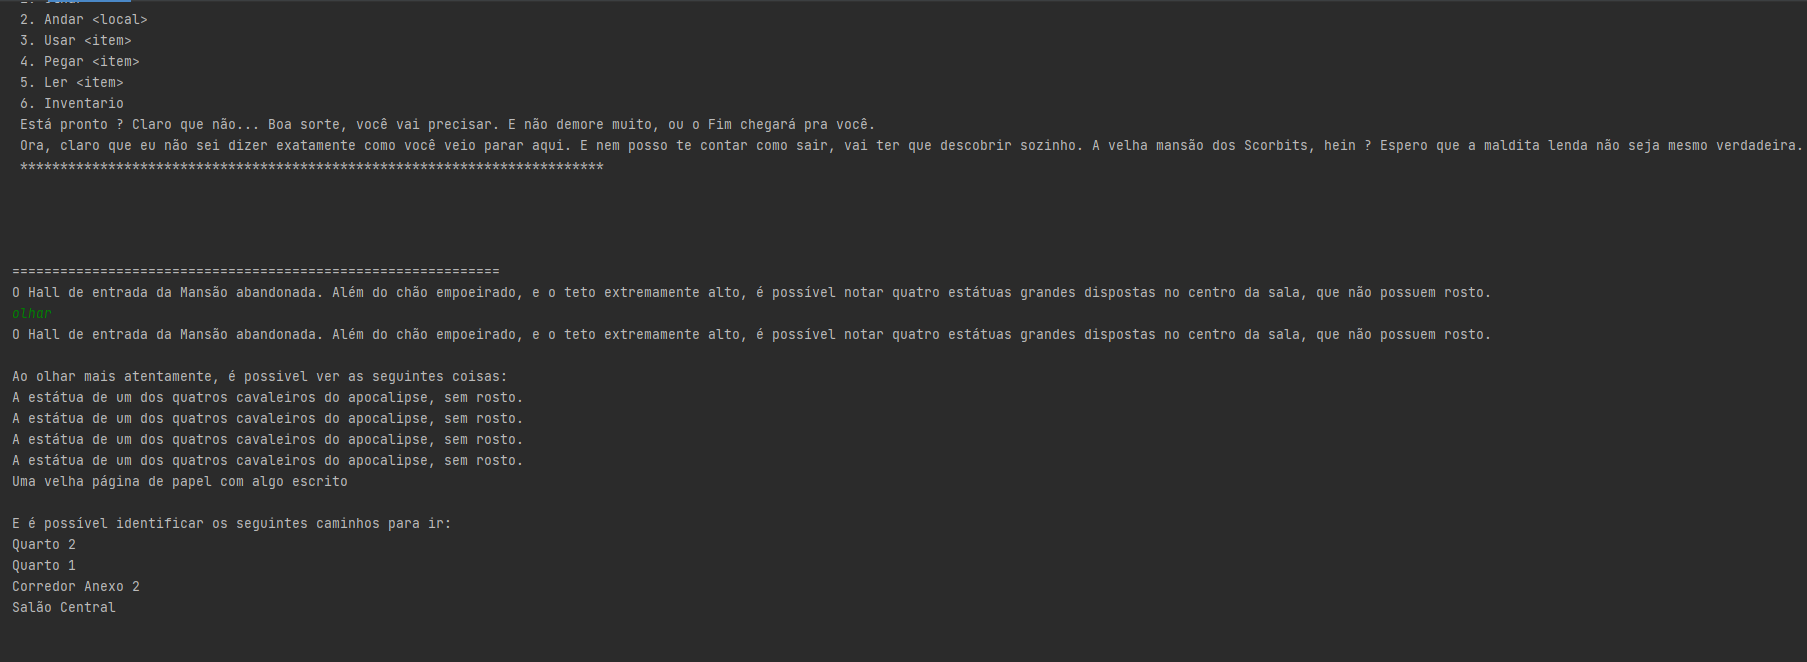 2. Andar <local>
3. Usar <item>
4. Pegar <item>
5. Ler <item>
6. Inventario
Está pronto ? Claro que não... Boa sorte, você vai precisar. E não demore muito, ou o Fim chegará pra você.
Ora, claro que eu não sei dizer exatamente como você veio parar aqui. E nem posso te contar como sair, vai ter que descobrir sozinho. A velha mansão dos Scorbits, hein ? Espero que a maldita lenda não seja mesmo verdadeira.
*************************************************************************
=============================================================
O Hall de entrada da Mansão abandonada. Além do chão empoeirado, e o teto extremamente alto, é possível notar quatro estátuas grandes dispostas no centro da sala, que não possuem rosto.
olhar
O Hall de entrada da Mansão abandonada. Além do chão empoeirado, e o teto extremamente alto, é possível notar quatro estátuas grandes dispostas no centro da sala, que não possuem rosto.
Ao olhar mais atentamente, é possivel ver as seguintes coisas:
A estátua de um dos quatros cavaleiros do apocalipse, sem rosto.
A estátua de um dos quatros cavaleiros do apocalipse, sem rosto.
A estátua de um dos quatros cavaleiros do apocalipse, sem rosto.
A estátua de um dos quatros cavaleiros do apocalipse, sem rosto.
Uma velha página de papel com algo escrito
E é possível identificar os seguintes caminhos para ir:
Quarto 2
Quarto 1
Corredor Anexo 2
Salão Central